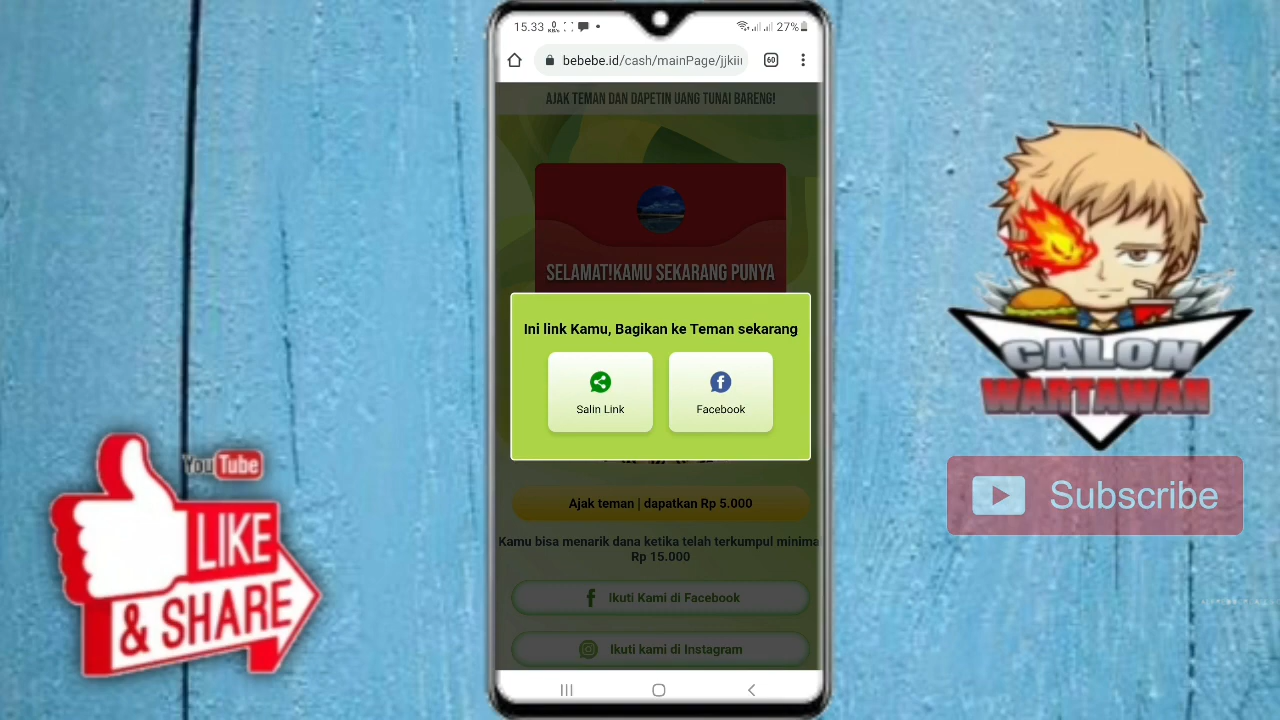 15.33
27%
bebebe.id/cash/mainPage/jjkiii
60
AJAK TEMAN DAN DAPETIN UANG TUNAI BARENG!
SELAMAT!KAMU SEKARANG PUNYA
Ini link Kamu, Bagikan ke Teman sekarang
Salin Link
Facebook
Ajak teman | dapatkan Rp 5.000
Kamu bisa menarik dana ketika telah terkumpul minima
Rp 15.000
Ikuti Kami di Facebook
Ikuti kami di Instagram
YouTube
LIKE
& SHARE
CALON
WARTAWAN
Subscribe